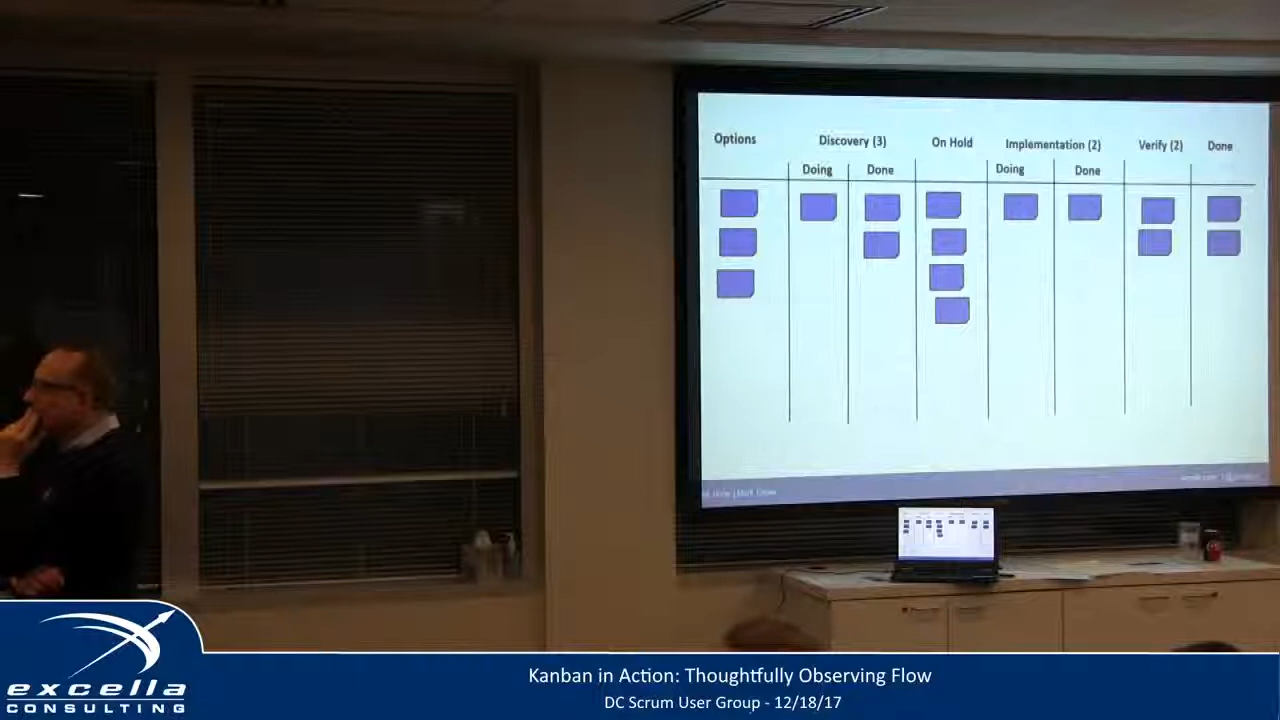 Options Discovery (3) On Hold Implementation (2) Verify (2) Done
Doing Done Doing Done
excella
CONSULTING
Kanban in Action: Thoughtfully Observing Flow
DC Scrum User Group - 12/18/17